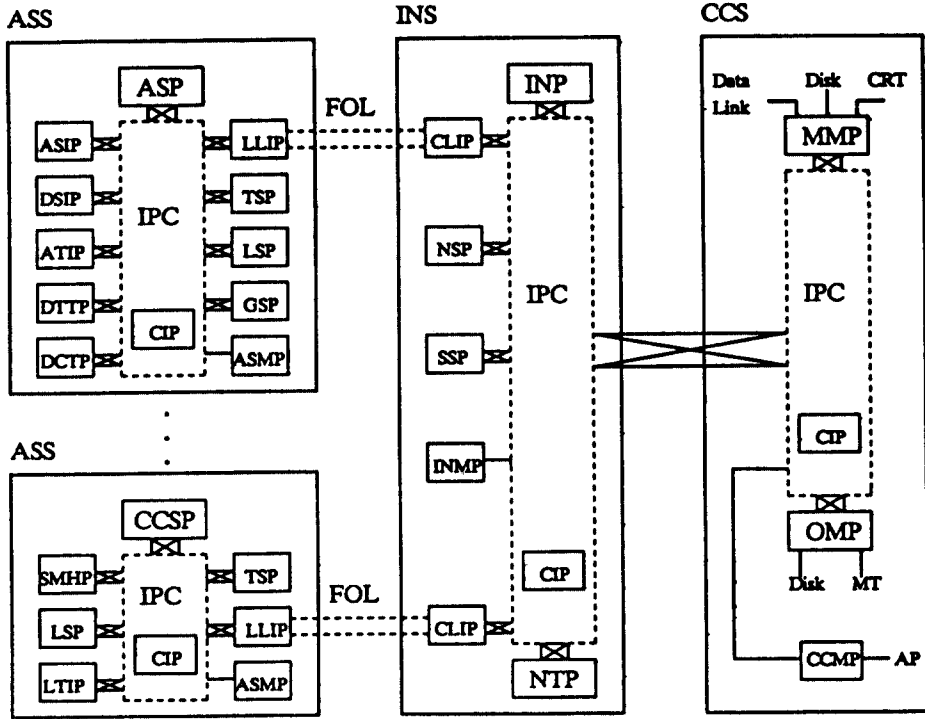 ASS
INS
CCS
ASP
FOL
INP
Data
Link
Disk
CRT
MMP
ASIP
LLIP
CLIP
DSIP
TSP
IPC
ATIP
LSP
NSP
IPC
IPC
DTTP
GSP
CIP
SSP
DCTP
ASMP
ASS
CIP
INMP
CCSP
OMP
SMHP
TSP
CIP
Disk
MT
IPC
FOL
LSP
LLIP
CLIP
CIP
CCMP
AP
LTIP
ASMP
NTP